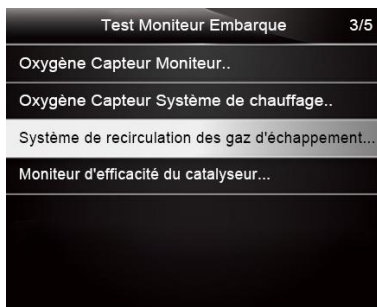 Test Moniteur Embarque 3/5
Oxygène Capteur Moniteur..
Oxygène Capteur Système de chauffage..
Système de recirculation des gaz d'échappement...
Moniteur d'efficacité du catalyseur...